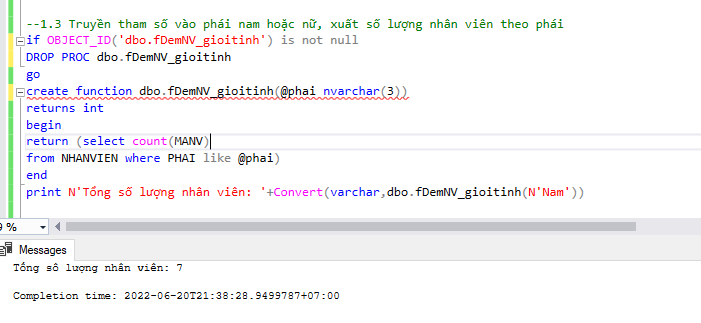 --1.3 Truyền tham số vào phái nam hoặc nữ, xuất số lượng nhân viên theo phái
if OBJECT_ID('dbo.fDemNV_gioitinh') is not null
DROP PROC dbo.fDemNV_gioitinh
go
create function dbo.fDemNV_gioitinh(@phai nvarchar(3))
returns int
begin
return (select count(MANV)
from NHANVIEN where PHAI like @phai)
end
print N'Tổng số lượng nhân viên: '+Convert(varchar,dbo.fDemNV_gioitinh(N'Nam'))
9 %
Messages
Tổng số lượng nhân viên: 7
Completion time: 2022-06-20T21:38:28.9499787+07:00